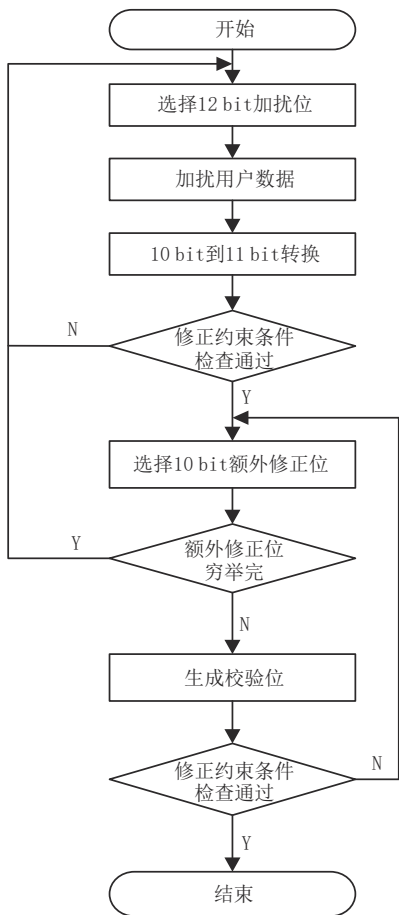 开始
选择12 bit加扰位
加扰用户数据
10 bit到11 bit转换
N
修正约束条件
检查通过
Y
选择10 bit额外修正位
Y
额外修正位
穷举完
N
生成校验位
修正约束条件
检查通过
N
Y
结束